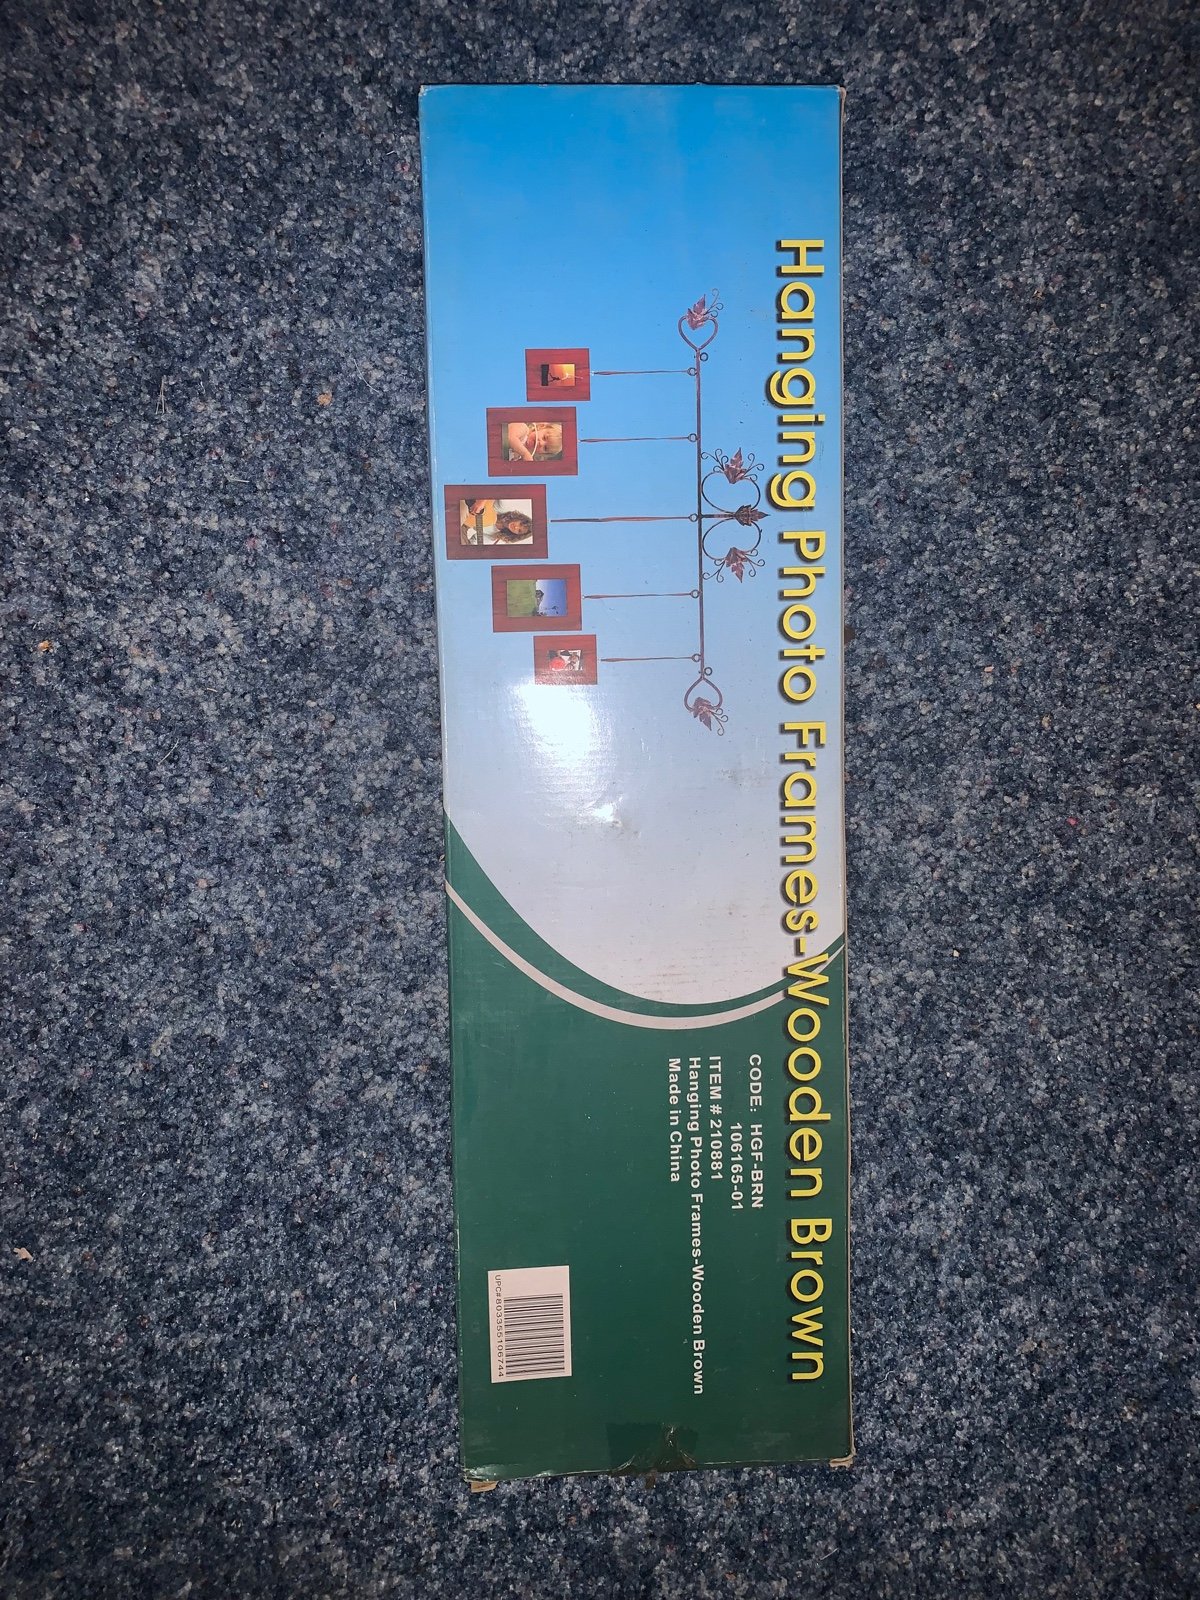 Hanging Photo Frames-Wooden Brown
CODE: HGF-BRN
106165-01
ITEM # 210881
Hanging Photo Frames-Wooden Brown
Made in China
UPC#803355106744